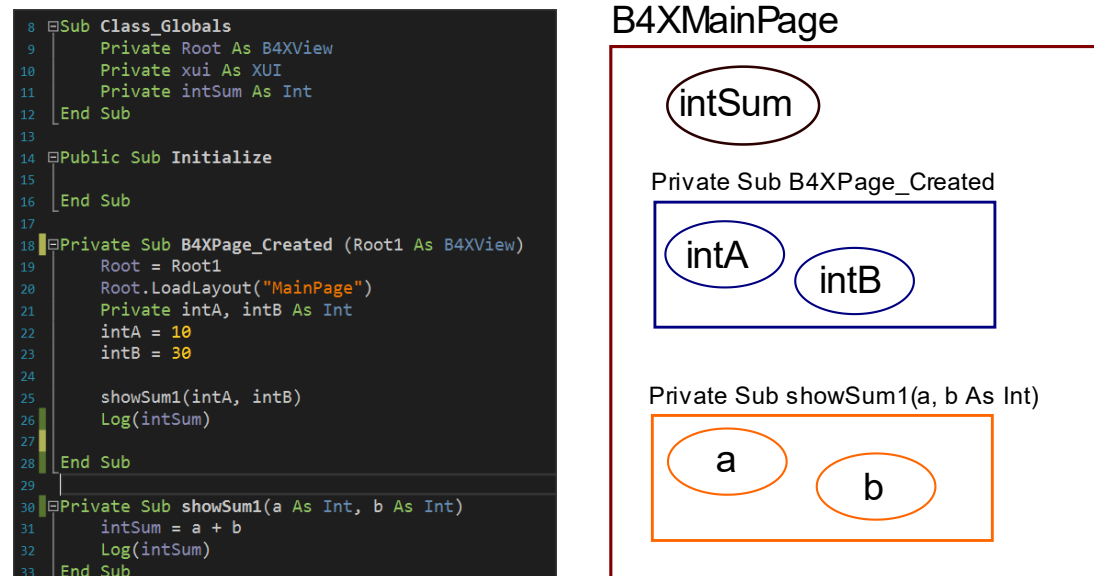 8 Sub Class_Globals
9 Private Root As B4XView
10 Private xui As XUI
11 Private intSum As Int
12 End Sub
13
14 Public Sub Initialize
15
16 End Sub
17
18 Private Sub B4XPage_Created (Root1 As B4XView)
19 Root = Root1
20 Root.LoadLayout("MainPage")
21 Private intA, intB As Int
22 intA = 10
23 intB = 30
24
25 showSum1(intA, intB)
26 Log(intSum)
27
28 End Sub
29
30 Private Sub showSum1(a As Int, b As Int)
31 intSum = a + b
32 Log(intSum)
33 End Sub
B4XMainPage
intSum
Private Sub B4XPage_Created
intA
intB
Private Sub showSum1(a, b As Int)
a
b